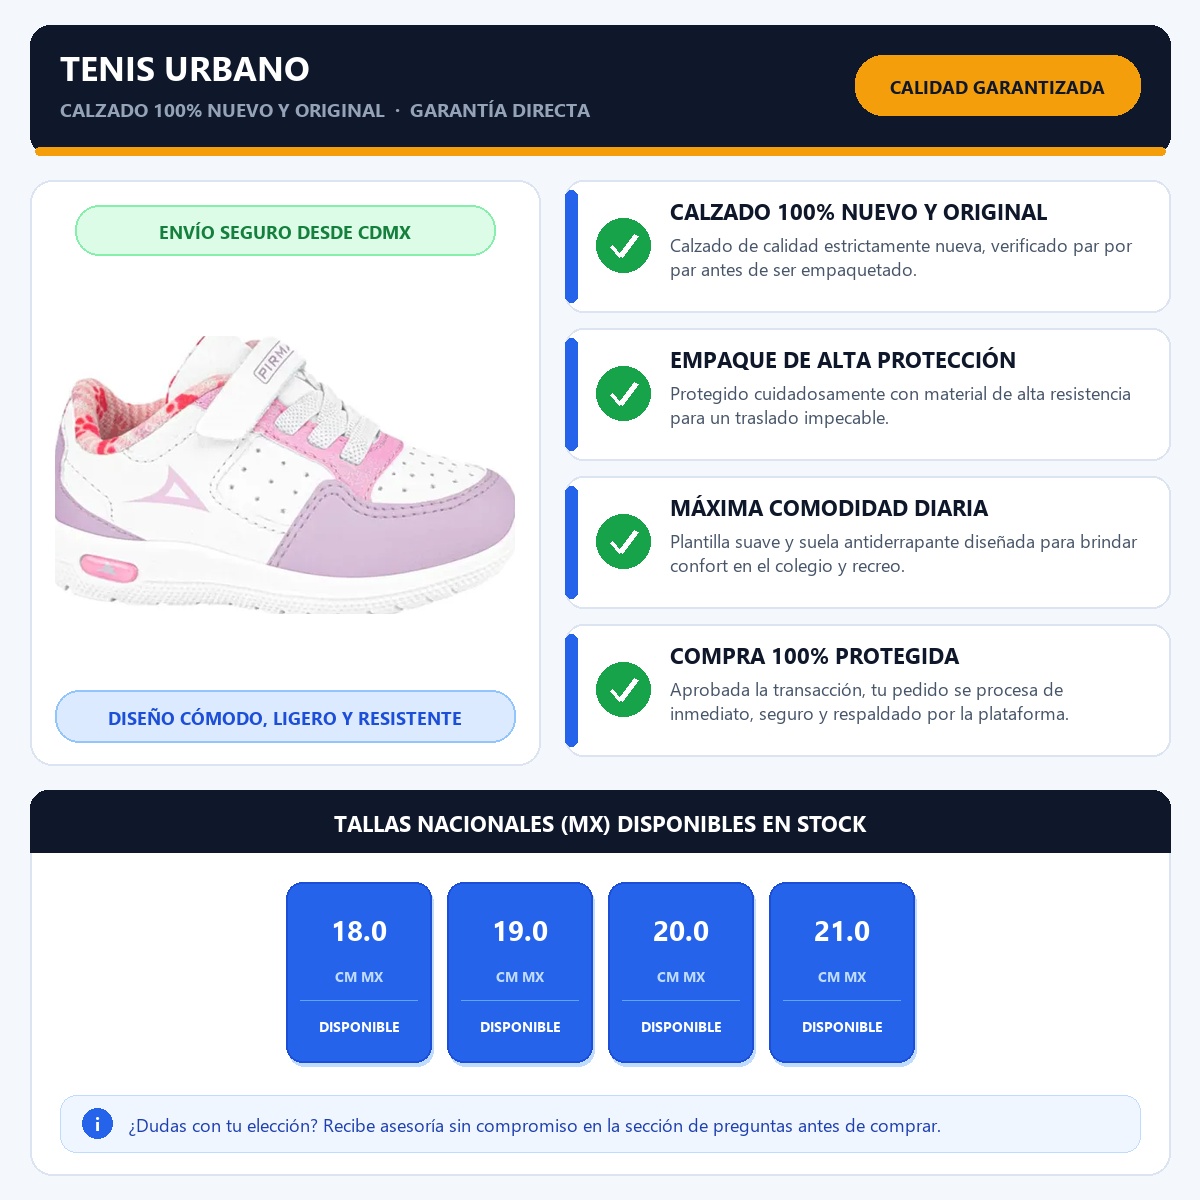 TENIS URBANO
CALZADO 100% NUEVO Y ORIGINAL · GARANTÍA DIRECTA
CALIDAD GARANTIZADA
ENVÍO SEGURO DESDE CDMX
DISEÑO CÓMODO, LIGERO Y RESISTENTE
CALZADO 100% NUEVO Y ORIGINAL
Calzado de calidad estrictamente nueva, verificado par por
par antes de ser empaquetado.
EMPAQUE DE ALTA PROTECCIÓN
Protegido cuidadosamente con material de alta resistencia
para un traslado impecable.
MÁXIMA COMODIDAD DIARIA
Plantilla suave y suela antiderrapante diseñada para brindar
confort en el colegio y recreo.
COMPRA 100% PROTEGIDA
Aprobada la transacción, tu pedido se procesa de
inmediato, seguro y respaldado por la plataforma.
TALLAS NACIONALES (MX) DISPONIBLES EN STOCK
18.0
CM MX
DISPONIBLE
19.0
CM MX
DISPONIBLE
20.0
CM MX
DISPONIBLE
21.0
CM MX
DISPONIBLE
¿Dudas con tu elección? Recibe asesoría sin compromiso en la sección de preguntas antes de comprar.